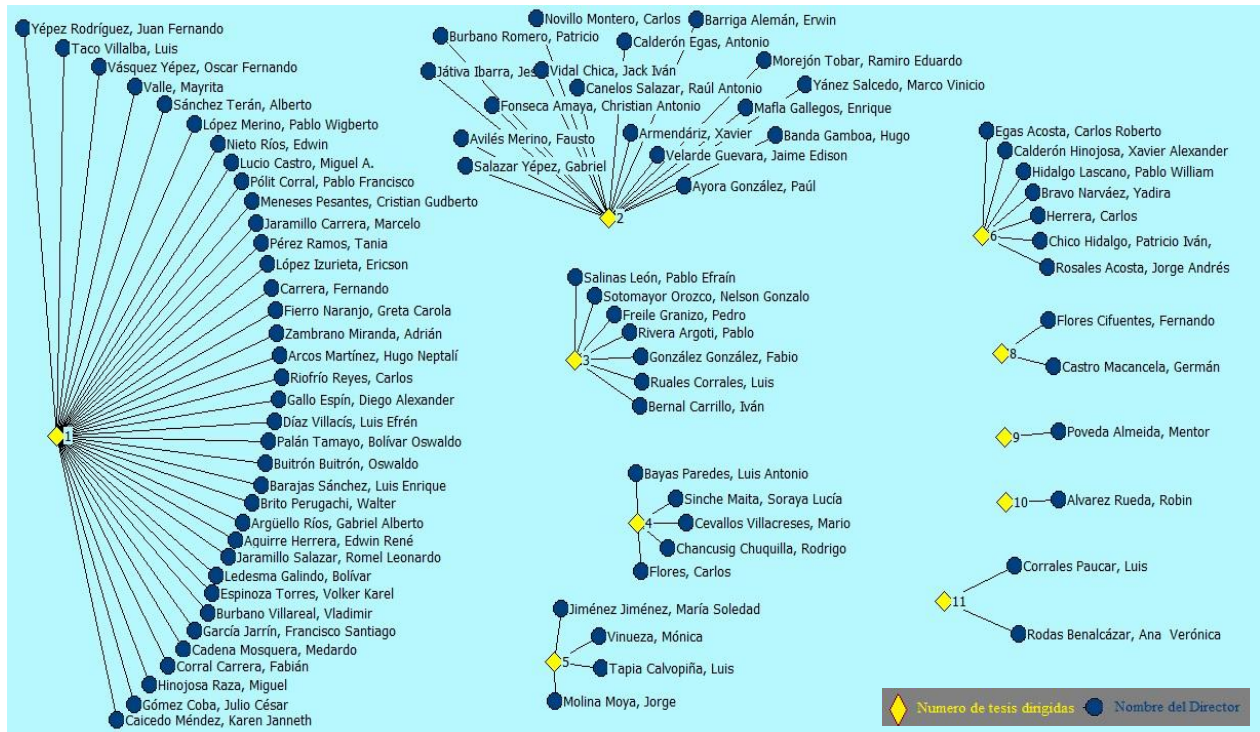 Yépez Rodríguez, Juan Fernando
Taco Villalba, Luis
Vásquez Yépez, Oscar Fernando
Valle, Mayrita
Sánchez Terán, Alberto
López Merino, Pablo Wigberto
Nieto Ríos, Edwin
Lucio Castro, Miguel A.
Pólit Corral, Pablo Francisco
Meneses Pesantes, Cristian Gudberto
Jaramillo Carrera, Marcelo
Pérez Ramos, Tania
López Izurieta, Ericson
Carrera, Fernando
Fierro Naranjo, Greta Carola
Zambrano Miranda, Adrián
Arcos Martínez, Hugo Neptalí
Riofrío Reyes, Carlos
Gallo Espín, Diego Alexander
Díaz Villacís, Luis Efrén
1
Palán Tamayo, Bolívar Oswaldo
Buitrón Buitrón, Oswaldo
Barajas Sánchez, Luis Enrique
Brito Perugachi, Walter
Argüello Ríos, Gabriel Alberto
Aguirre Herrera, Edwin René
Jaramillo Salazar, Romel Leonardo
Ledesma Galindo, Bolívar
Espinoza Torres, Volker Karel
Burbano Villareal, Vladimir
García Jarrín, Francisco Santiago
Cadena Mosquera, Medardo
Corral Carrera, Fabián
Hinojosa Raza, Miguel
Gómez Coba, Julio César
Caicedo Méndez, Karen Janneth
Novillo Montero, Carlos
Barriga Alemán, Erwin
Burbano Romero, Patricio
Calderón Egas, Antonio
Morejón Tobar, Ramiro Eduardo
Játiva Ibarra, Jes
Vidal Chica, Jack Iván
Canelos Salazar, Raúl Antonio
Yánez Salcedo, Marco Vinicio
Fonseca Amaya, Christian Antonio
Mafla Gallegos, Enrique
Avilés Merino, Fausto
Armendáriz, Xavier
Banda Gamboa, Hugo
Velarde Guevara, Jaime Edison
Salazar Yépez, Gabriel
Ayora González, Paúl
2
Salinas León, Pablo Efraín
Sotomayor Orozco, Nelson Gonzalo
Freile Granizo, Pedro
Rivera Argoti, Pablo
3
González González, Fabio
Ruales Corrales, Luis
Bernal Carrillo, Iván
Bayas Paredes, Luis Antonio
Sinche Maita, Soraya Lucía
4
Cevallos Villacreses, Mario
Chancusig Chuquilla, Rodrigo
Flores, Carlos
Jiménez Jiménez, María Soledad
Vinueza, Mónica
5
Tapia Calvopiña, Luis
Molina Moya, Jorge
Egas Acosta, Carlos Roberto
Calderón Hinojosa, Xavier Alexander
Hidalgo Lascano, Pablo William
Bravo Narváez, Yadira
Herrera, Carlos
6
Chico Hidalgo, Patricio Iván,
Rosales Acosta, Jorge Andrés
Flores Cifuentes, Fernando
8
Castro Macancela, Germán
9
Poveda Almeida, Mentor
10
Alvarez Rueda, Robin
Corrales Paucar, Luis
11
Rodas Benalcázar, Ana Verónica
Numero de tesis dirigidas
Nombre del Director